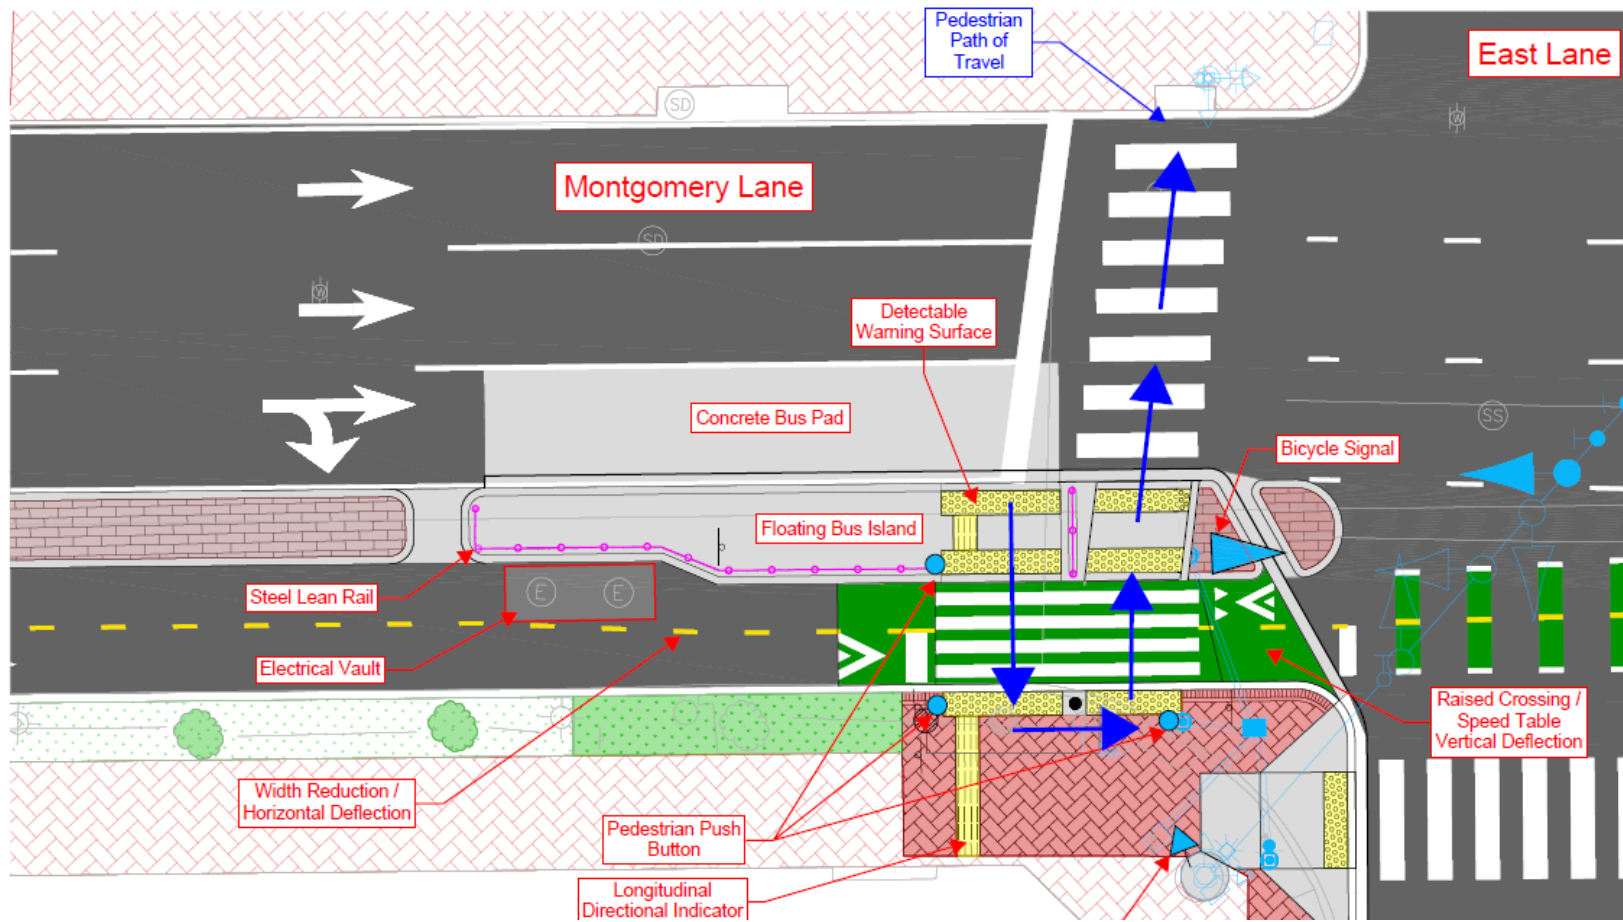 Pedestrian
Path of
Travel
East Lane
SD
W
Montgomery Lane
SD
W
Detectable
Warning Surface
Concrete Bus Pad
SS
Bicycle Signal
Floating Bus Island
Steel Lean Rail
E
E
Electrical Vault
Raised Crossing /
Speed Table
Vertical Deflection
Width Reduction /
Horizontal Deflection
Pedestrian Push
Button
Longitudinal
Directional Indicator